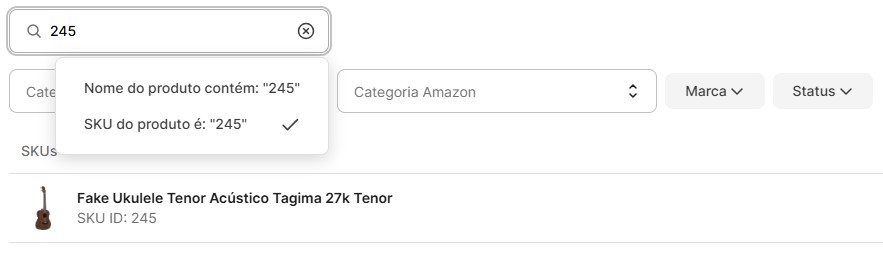 245
Nome do produto contém: "245"
SKU do produto é: "245"
Cate
Categoria Amazon
Marca
Status
SKUs
Fake Ukulele Tenor Acústico Tagima 27k Tenor
SKU ID: 245